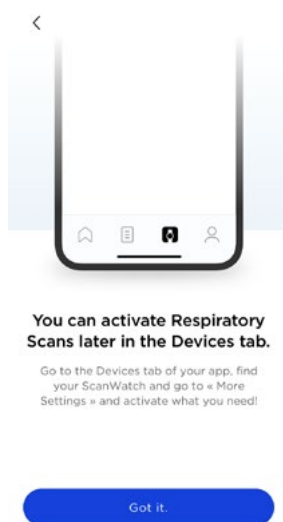 You can activate Respiratory
Scans later in the Devices tab.
Go to the Devices tab of your app, find
your ScanWatch and go to « More
Settings » and activate what you need!
Got it.